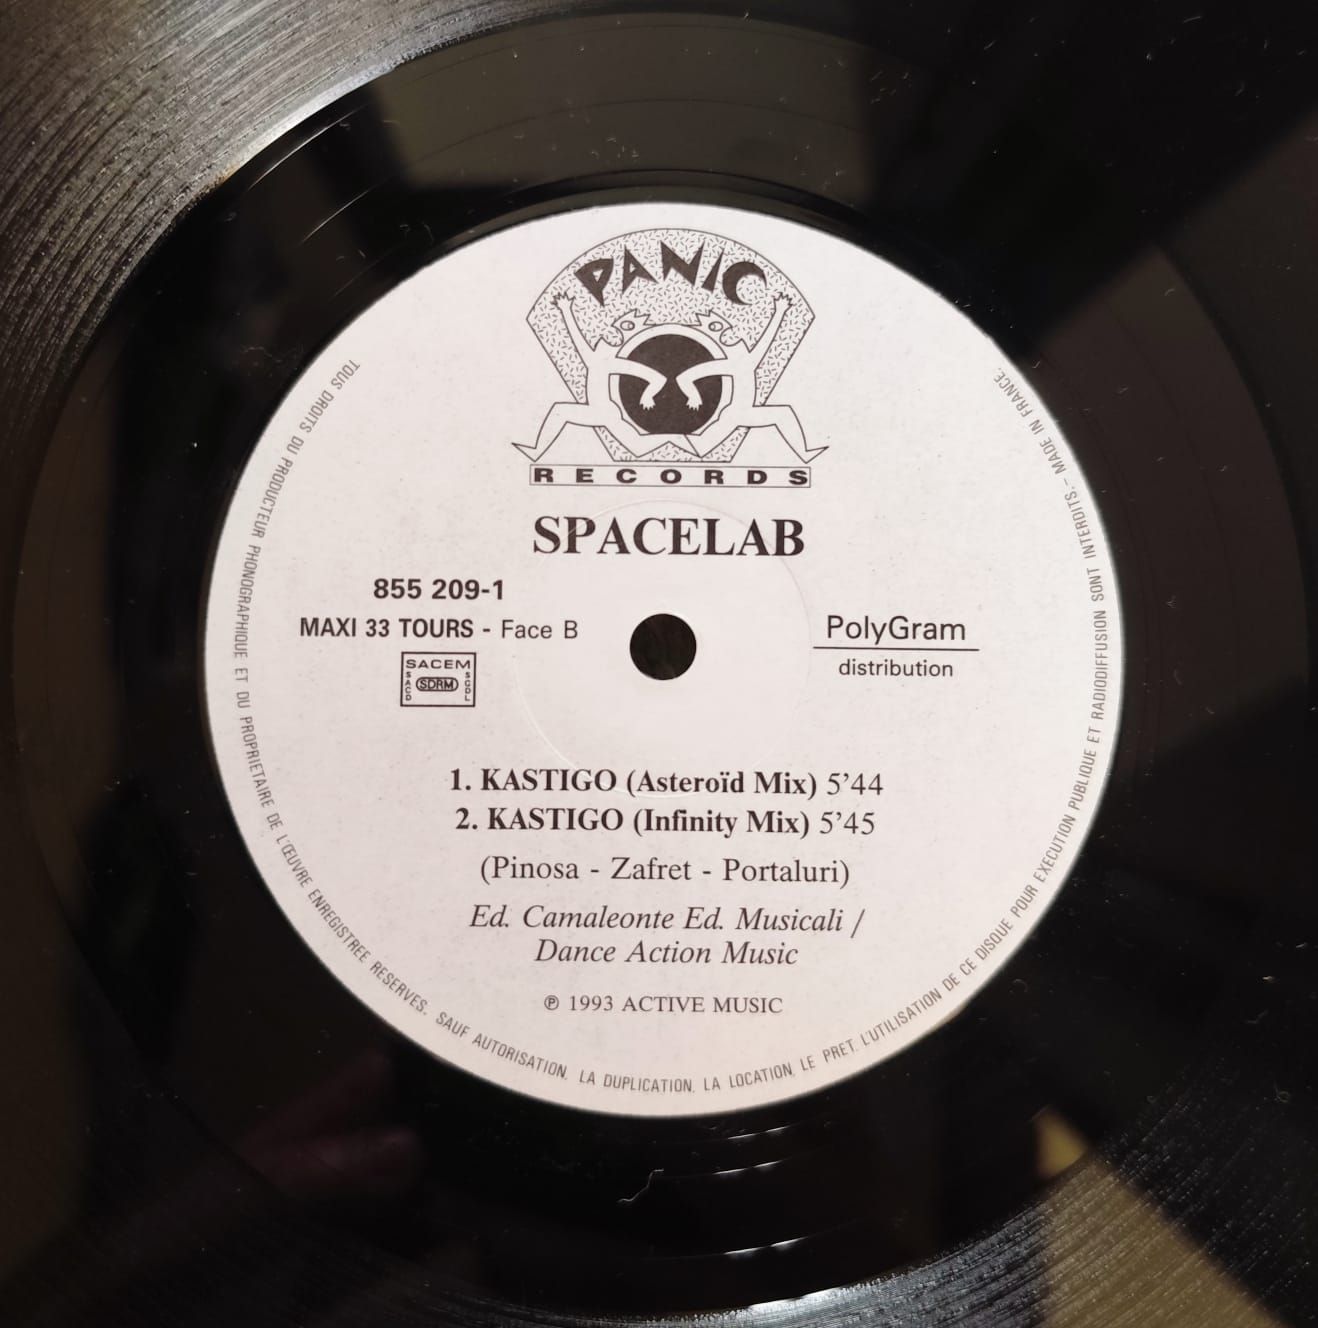 PANIC
RECORDS
SPACELAB
855 209-1
MAXI 33 TOURS - Face B
SACEM
SACD
SDRM
SGDL
PolyGram
distribution
1. KASTIGO (Asteroïd Mix) 5’44
2. KASTIGO (Infinity Mix) 5’45
(Pinosa - Zafret - Portaluri)
Ed. Camaleonte Ed. Musicali /
Dance Action Music
℗ 1993 ACTIVE MUSIC
TOUS DROITS DU PRODUCTEUR PHONOGRAPHIQUE ET DU PROPRIETAIRE DE L'ŒUVRE ENREGISTREE RESERVES. SAUF AUTORISATION, LA DUPLICATION, LA LOCATION, LE PRET, L'UTILISATION DE CE DISQUE POUR EXECUTION PUBLIQUE ET RADIODIFFUSION SONT INTERDITS. – MADE IN FRANCE.